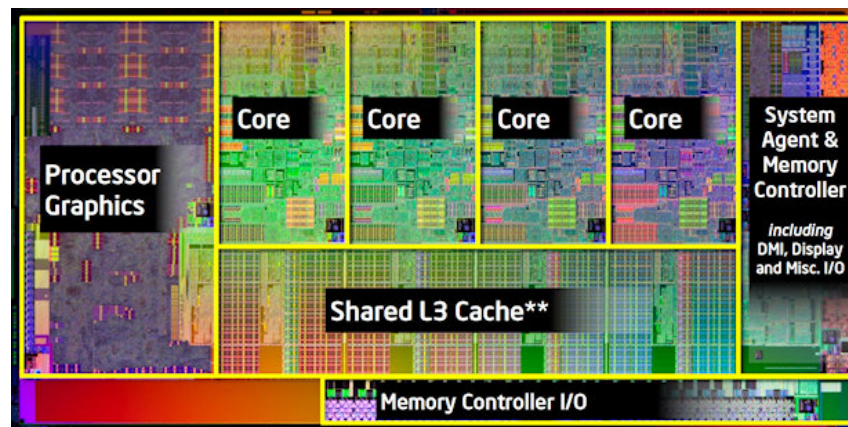 Processor
Graphics
Core
Core
Core
Core
System
Agent &
Memory
Controller
including
DMI, Display
and Misc. I/O
Shared L3 Cache**
Memory Controller I/O